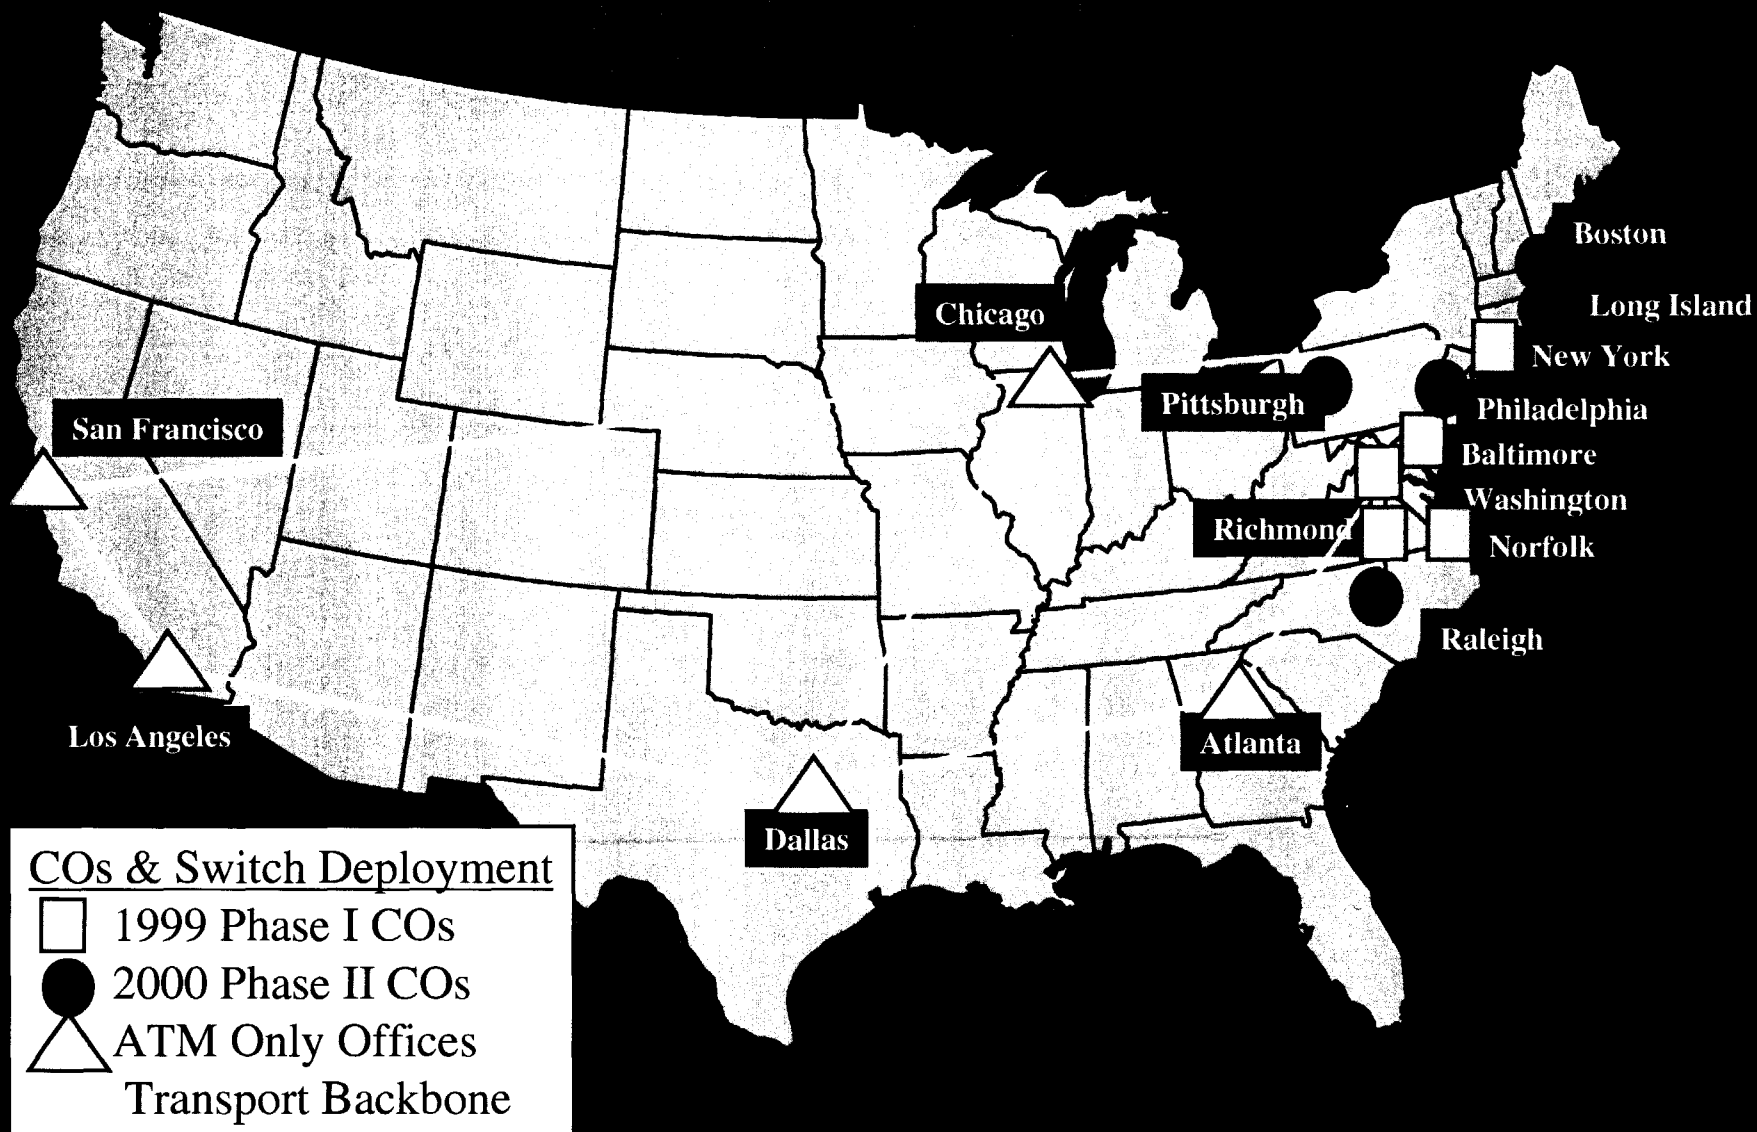 Boston
Long Island
Chicago
New York
Pittsburgh
Philadelphia
San Francisco
Baltimore
Washington
Richmond
Norfolk
Raleigh
Los Angeles
Atlanta
Dallas
COs & Switch Deployment
1999 Phase I COs
2000 Phase II COs
ATM Only Offices
Transport Backbone